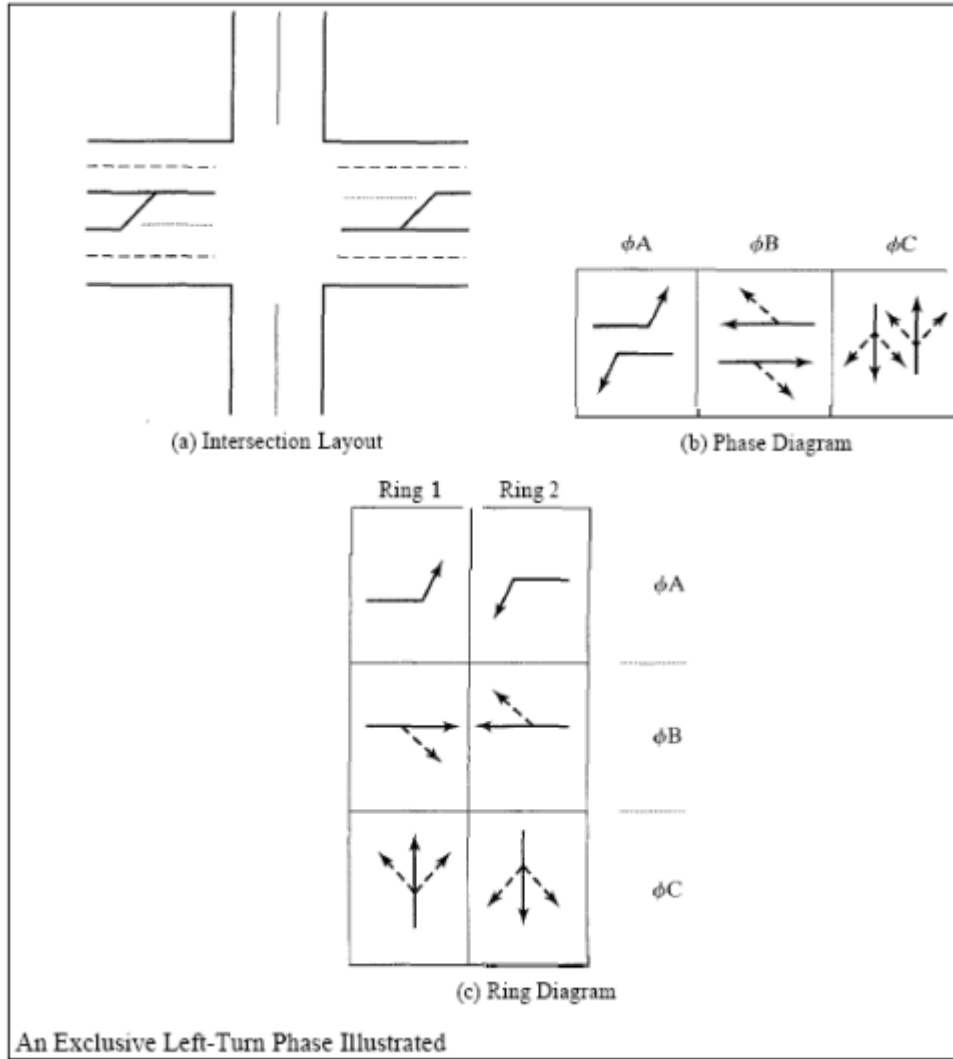 (a) Intersection Layout
ϕA ϕB ϕC
(b) Phase Diagram
Ring 1 Ring 2
ϕA
ϕB
ϕC
(c) Ring Diagram
An Exclusive Left-Turn Phase Illustrated